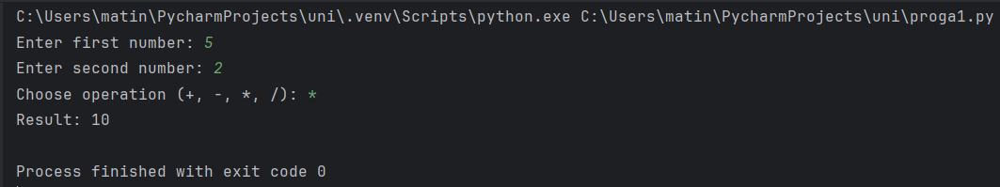 C:\Users\matin\PycharmProjects\uni\.venv\Scripts\python.exe C:\Users\matin\PycharmProjects\uni\proga1.py
Enter first number: 5
Enter second number: 2
Choose operation (+, -, *, /): *
Result: 10
Process finished with exit code 0